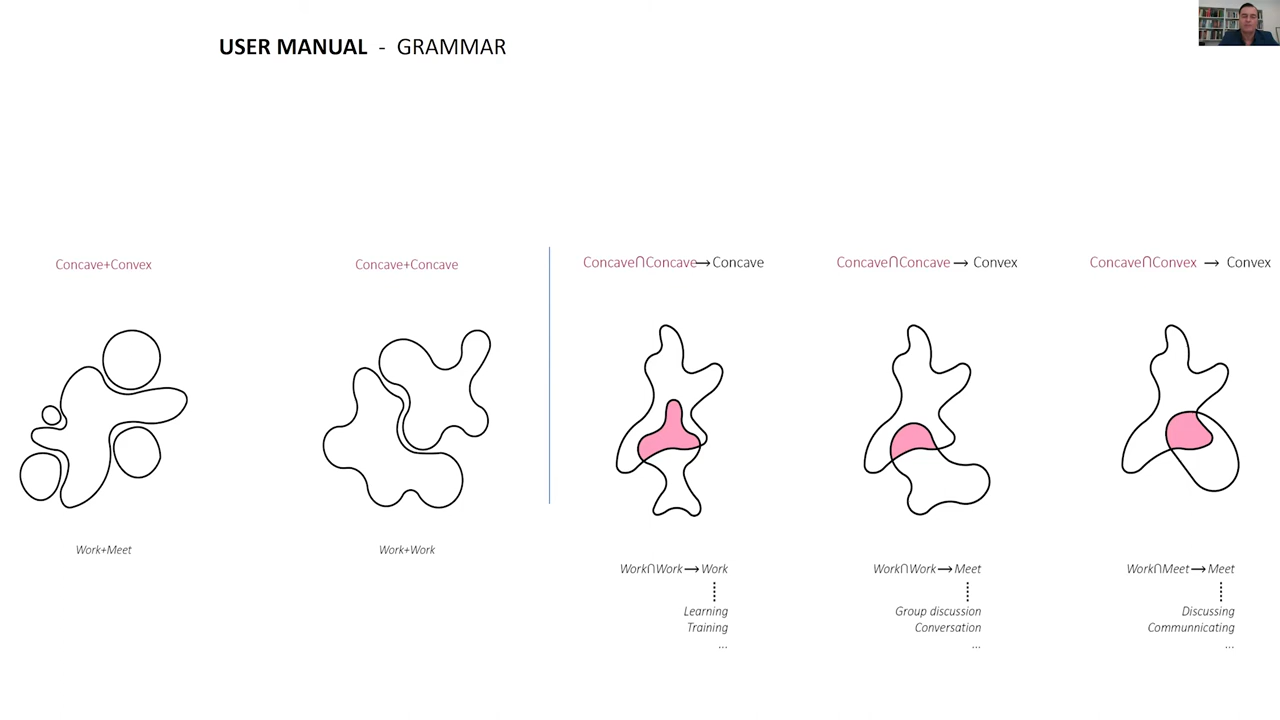 USER MANUAL - GRAMMAR
Concave+Convex
Concave+Concave
Concave∩Concave→Concave
Concave∩Concave → Convex
Concave∩Convex → Convex
Work+Meet
Work+Work
Work∩Work→Work
Learning
Training
...
Work∩Work→Meet
Group discussion
Conversation
...
Work∩Meet→Meet
Discussing
Communnicating
...